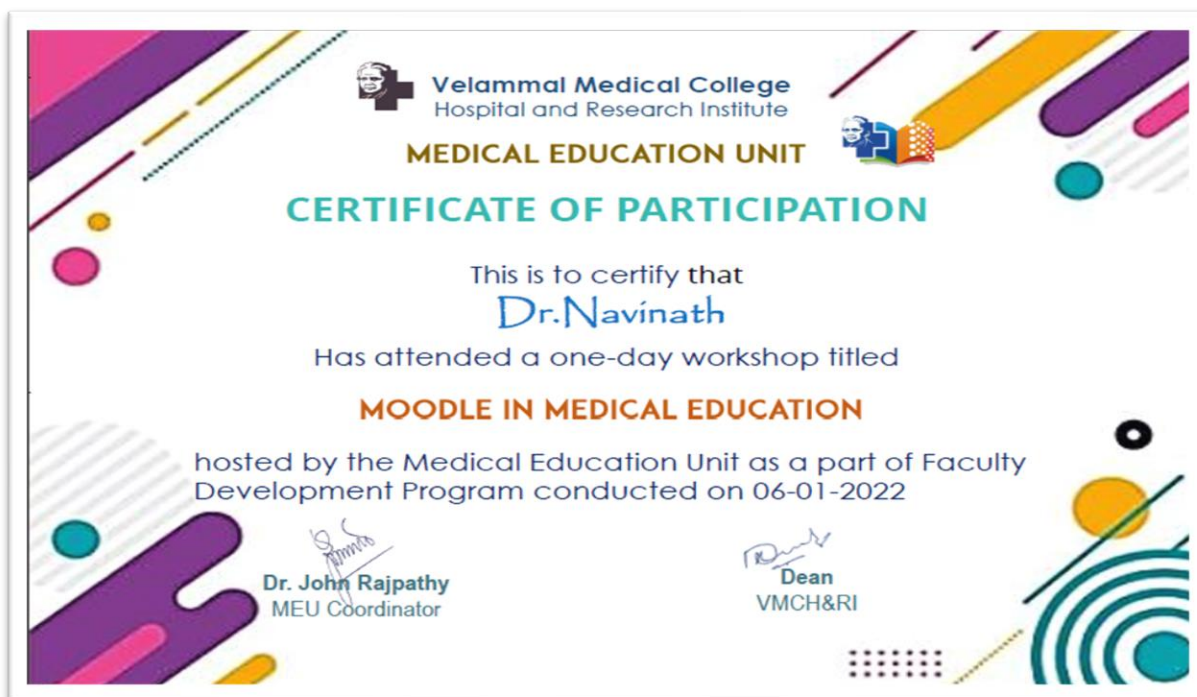 Velammal Medical College
Hospital and Research Institute
MEDICAL EDUCATION UNIT
CERTIFICATE OF PARTICIPATION
This is to certify that
Dr.Navinath
Has attended a one-day workshop titled
MOODLE IN MEDICAL EDUCATION
hosted by the Medical Education Unit as a part of Faculty
Development Program conducted on 06-01-2022
Dr. John Rajpathy
MEU Coordinator
Dean
VMCH&RI